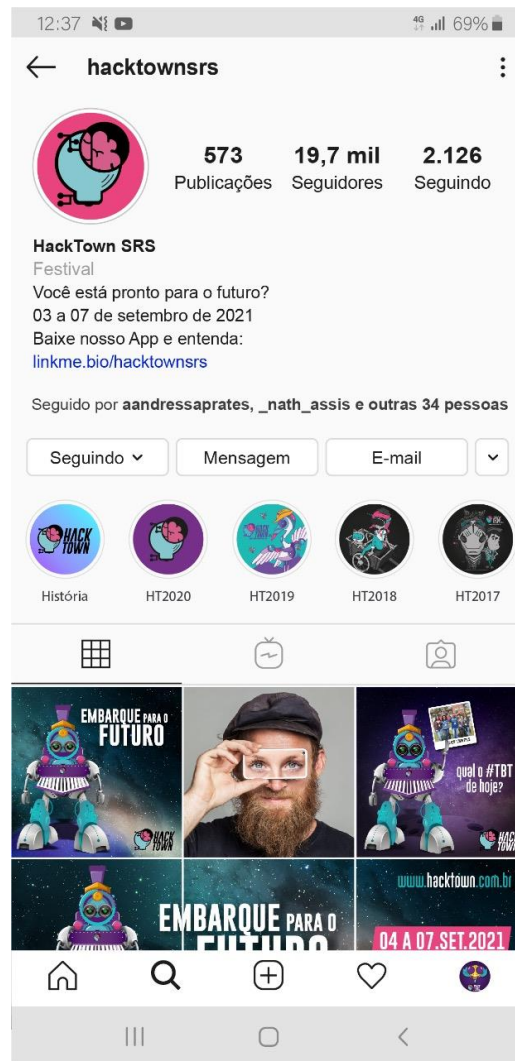 12:37
4G
69%
hacktownsrs
573
19,7 mil
2.126
Publicações
Seguidores
Seguindo
HackTown SRS
Festival
Você está pronto para o futuro?
03 a 07 de setembro de 2021
Baixe nosso App e entenda:
linkme.bio/hacktownsrs
Seguido por aandressaprates, _nath_assis e outras 34 pessoas
Seguindo
Mensagem
E-mail
HACK
TOWN
História
HT2020
HT2019
HT2018
HT2017
EMBARQUE PARA O
FUTURO
HACK
TOWN
qual o #TBT
de hoje?
HACK
EMBARQUE PARA O
FUTURO
www.hacktown.com.br
04 A 07.SET.2021